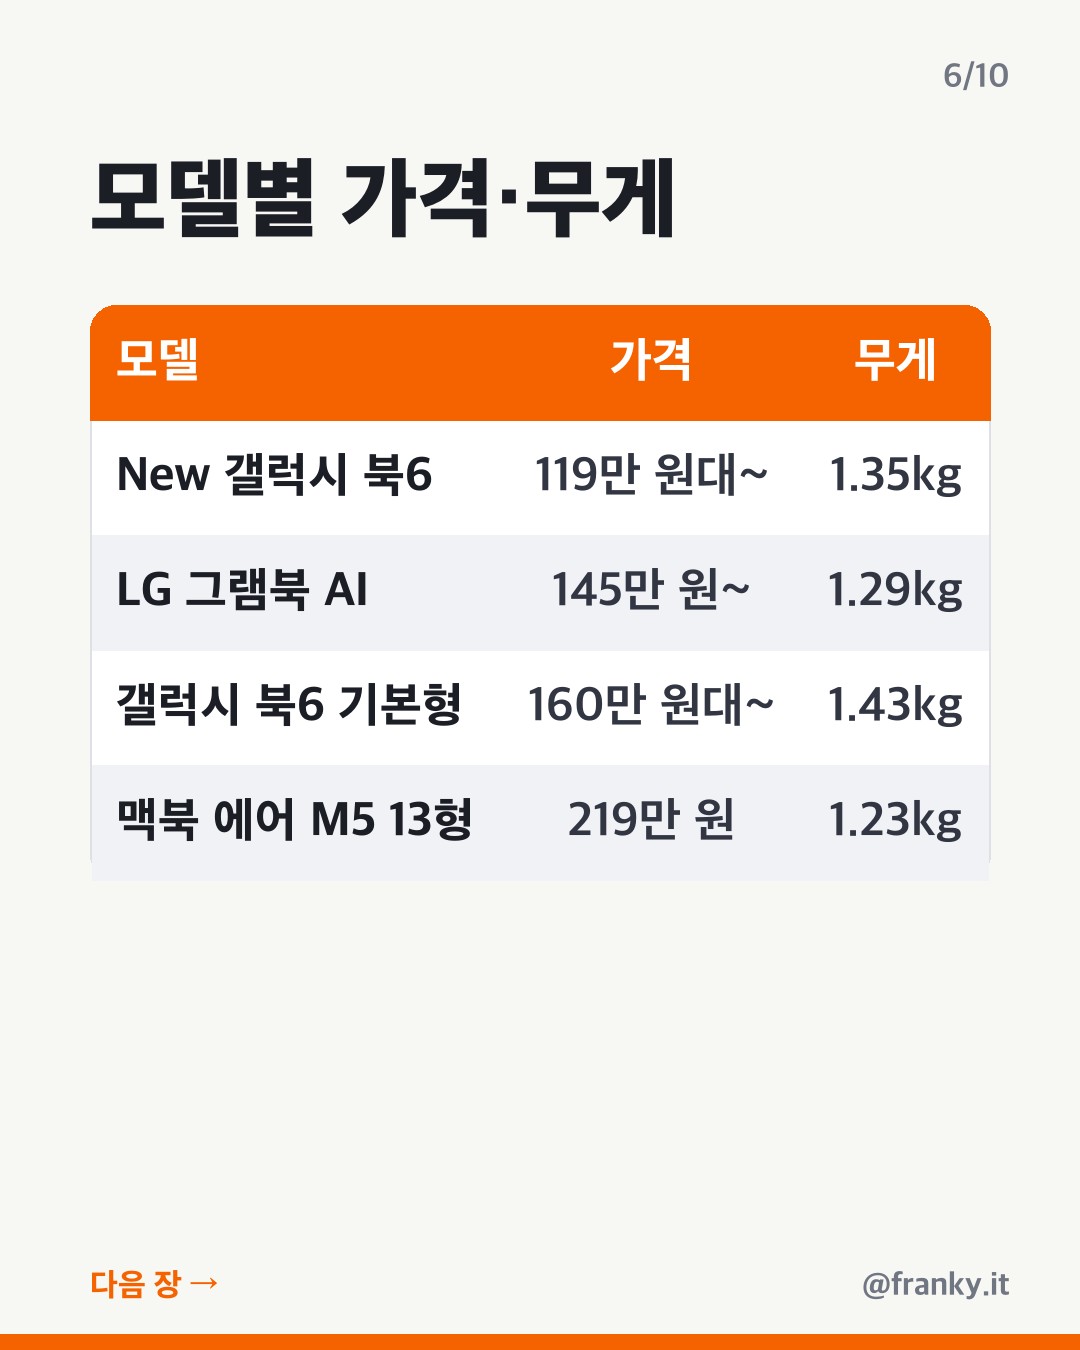 6/10
모델별 가격·무게
모델 가격 무게
New 갤럭시 북6 119만 원대~ 1.35kg
LG 그램북 AI 145만 원~ 1.29kg
갤럭시 북6 기본형 160만 원대~ 1.43kg
맥북 에어 M5 13형 219만 원 1.23kg
다음 장 → @franky.it